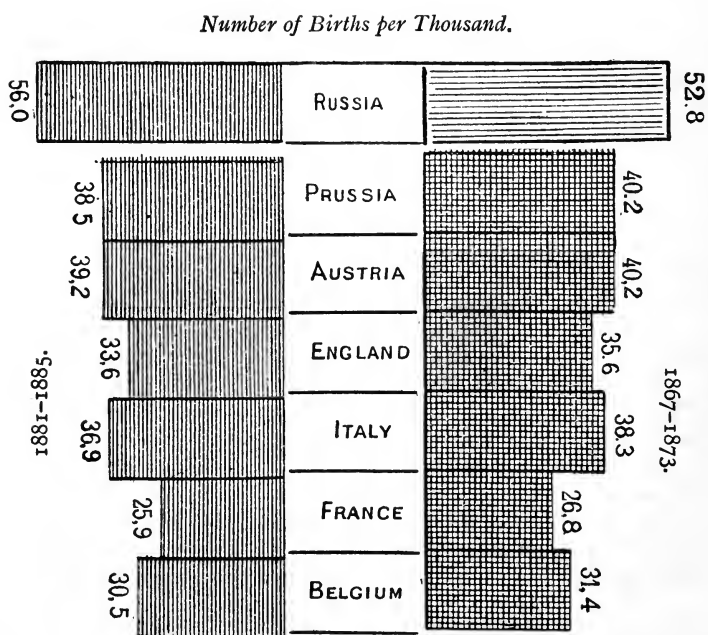 Number of Births per Thousand.
56,0 RUSSIA 52.8
38 5 PRUSSIA 40.2
39,2 AUSTRIA 40,2
33,6 ENGLAND 35.6
1881-1885.
1867-1873.
36,9 ITALY 38.3
25,9 FRANCE 26,8
30,5 BELGIUM 31,4